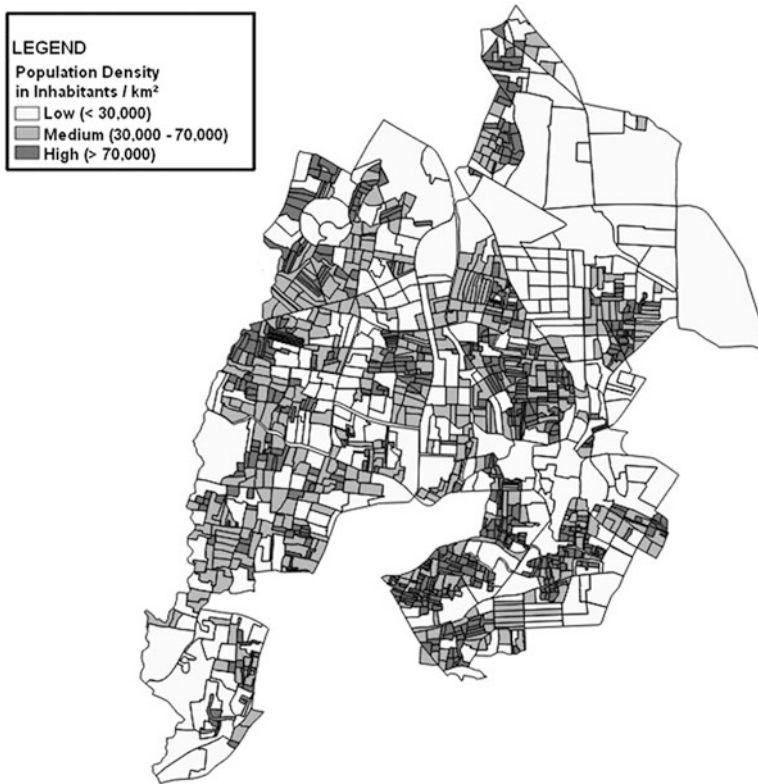 LEGEND
Population Density
in Inhabitants / km²
Low (< 30,000)
Medium (30,000 - 70,000)
High (> 70,000)